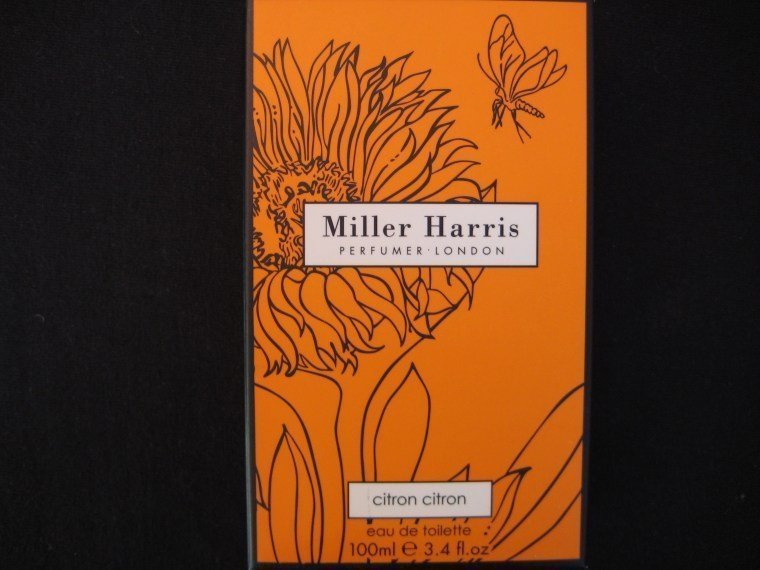 Miller Harris
PERFUMER·LONDON
citron citron
eau de toilette
100ml ℮ 3.4 fl.oz